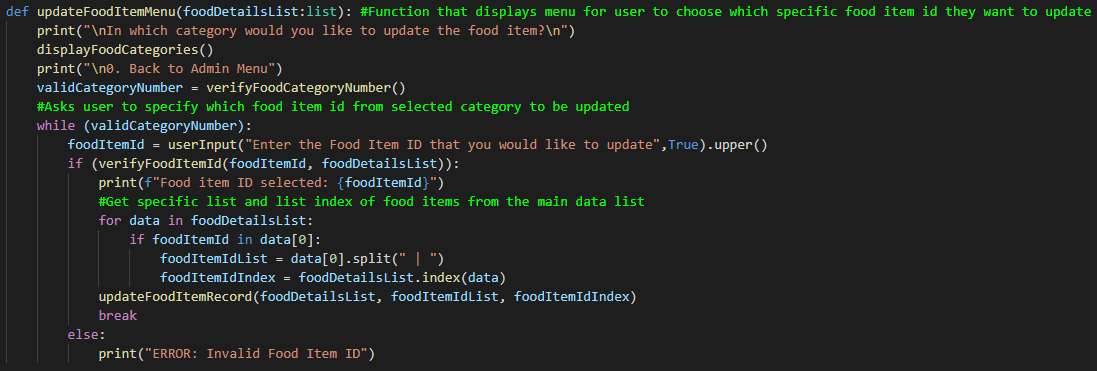 def updateFoodItemMenu(foodDetailsList:list): #Function that displays menu for user to choose which specific food item id they want to update
    print("\nIn which category would you like to update the food item?\n")
    displayFoodCategories()
    print("\n0. Back to Admin Menu")
    validCategoryNumber = verifyFoodCategoryNumber()
    #Asks user to specify which food item id from selected category to be updated
    while (validCategoryNumber):
        foodItemId = userInput("Enter the Food Item ID that you would like to update",True).upper()
        if (verifyFoodItemId(foodItemId, foodDetailsList)):
            print(f"Food item ID selected: {foodItemId}")
            #Get specific list and list index of food items from the main data list
            for data in foodDetailsList:
                if foodItemId in data[0]:
                    foodItemIdList = data[0].split(" | ")
                    foodItemIdIndex = foodDetailsList.index(data)
            updateFoodItemRecord(foodDetailsList, foodItemIdList, foodItemIdIndex)
            break
        else:
            print("ERROR: Invalid Food Item ID")